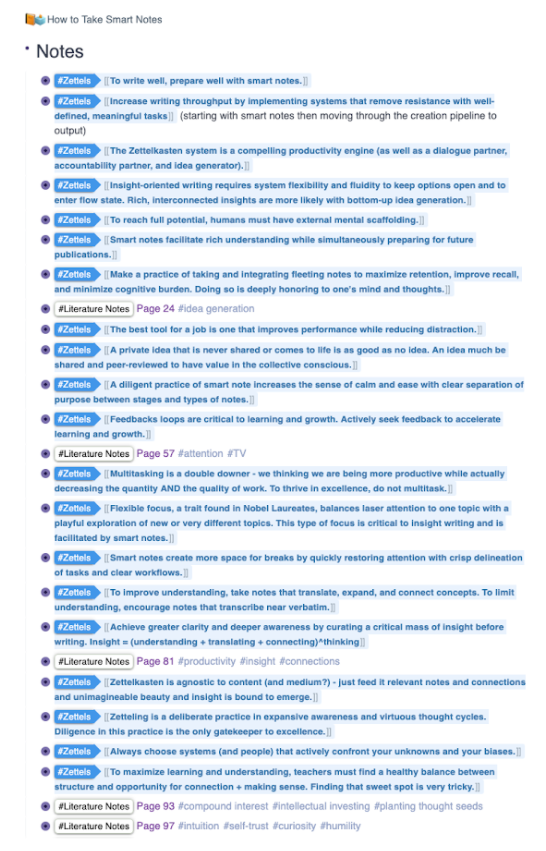 How to Take Smart Notes
Notes
#Zettels [[To write well, prepare well with smart notes.]]
#Zettels [[Increase writing throughput by implementing systems that remove resistance with well-
defined, meaningful tasks]] (starting with smart notes then moving through the creation pipeline to
output)
#Zettels [[The Zettelkasten system is a compelling productivity engine (as well as a dialogue partner,
accountability partner, and idea generator).]]
#Zettels [[Insight-oriented writing requires system flexibility and fluidity to keep options open and to
enter flow state. Rich, interconnected insights are more likely with bottom-up idea generation.]]
#Zettels [[To reach full potential, humans must have external mental scaffolding.]]
#Zettels [[Smart notes facilitate rich understanding while simultaneously preparing for future
publications.]]
#Zettels [[Make a practice of taking and integrating fleeting notes to maximize retention, improve recall,
and minimize cognitive burden. Doing so is deeply honoring to one's mind and thoughts.]]
#Literature Notes Page 24 #idea generation
#Zettels [[The best tool for a job is one that improves performance while reducing distraction.]]
#Zettels [[A private idea that is never shared or comes to life is as good as no idea. An idea much be
shared and peer-reviewed to have value in the collective conscious.]]
#Zettels [[A diligent practice of smart note increases the sense of calm and ease with clear separation of
purpose between stages and types of notes.]]
#Zettels [[Feedbacks loops are critical to learning and growth. Actively seek feedback to accelerate
learning and growth.]]
#Literature Notes Page 57 #attention #TV
#Zettels [[Multitasking is a double downer - we thinking we are being more productive while actually
decreasing the quantity AND the quality of work. To thrive in excellence, do not multitask.]]
#Zettels [[Flexible focus, a trait found in Nobel Laureates, balances laser attention to one topic with a
playful exploration of new or very different topics. This type of focus is critical to insight writing and is
facilitated by smart notes.]]
#Zettels [[Smart notes create more space for breaks by quickly restoring attention with crisp delineation
of tasks and clear workflows.]]
#Zettels [[To improve understanding, take notes that translate, expand, and connect concepts. To limit
understanding, encourage notes that transcribe near verbatim.]]
#Zettels [[Achieve greater clarity and deeper awareness by curating a critical mass of insight before
writing. Insight = (understanding + translating + connecting)^thinking]]
#Literature Notes Page 81 #productivity #insight #connections
#Zettels [[Zettelkasten is agnostic to content (and medium?) - just feed it relevant notes and connections
and unimagineable beauty and insight is bound to emerge.]]
#Zettels [[Zetteling is a deliberate practice in expansive awareness and virtuous thought cycles.
Diligence in this practice is the only gatekeeper to excellence.]]
#Zettels [[Always choose systems (and people) that actively confront your unknowns and your biases.]]
#Zettels [[To maximize learning and understanding, teachers must find a healthy balance between
structure and opportunity for connection + making sense. Finding that sweet spot is very tricky.]]
#Literature Notes Page 93 #compound interest #intellectual investing #planting thought seeds
#Literature Notes Page 97 #intuition #self-trust #curiosity #humility